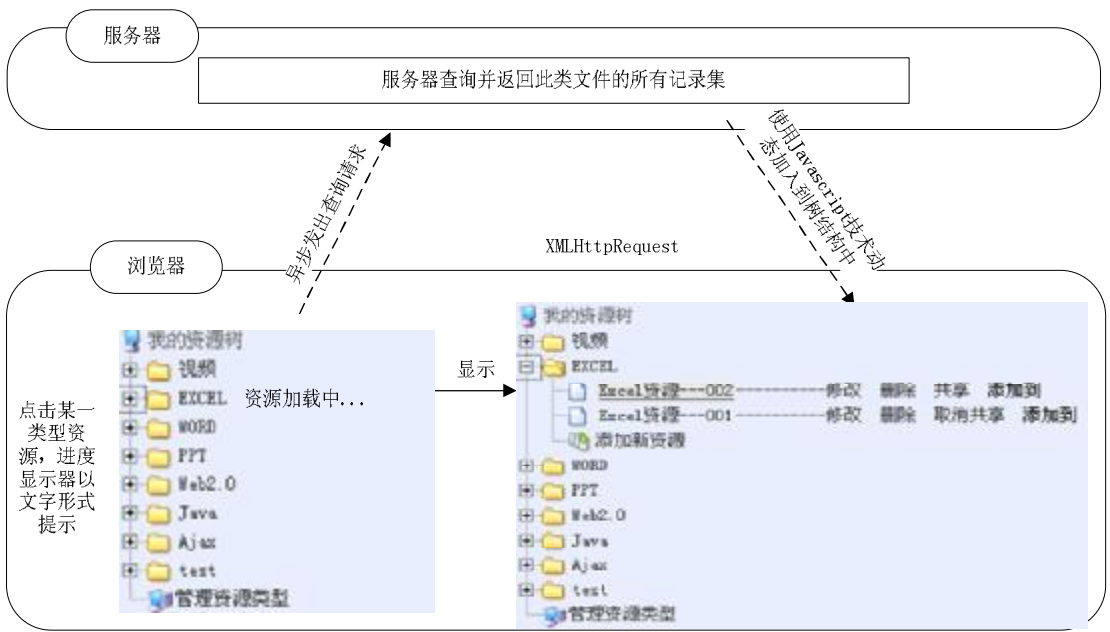 服务器
服务器查询并返回此类文件的所有记录集
异步发出查询请求
使用Javascript技术动
态加入到树结构中
XMLHttpRequest
浏览器
点击某一
类型资
源，进度
显示器以
文字形式
提示
我的资源树
视频
EXCEL 资源加载中...
WORD
PPT
Web2.0
Java
Ajax
test
管理资源类型
显示
我的资源树
视频
EXCEL
Excel资源---002--------------修改 删除 共享 添加到
Excel资源---001--------------修改 删除 取消共享 添加到
添加新资源
WORD
PPT
Web2.0
Java
Ajax
test
管理资源类型